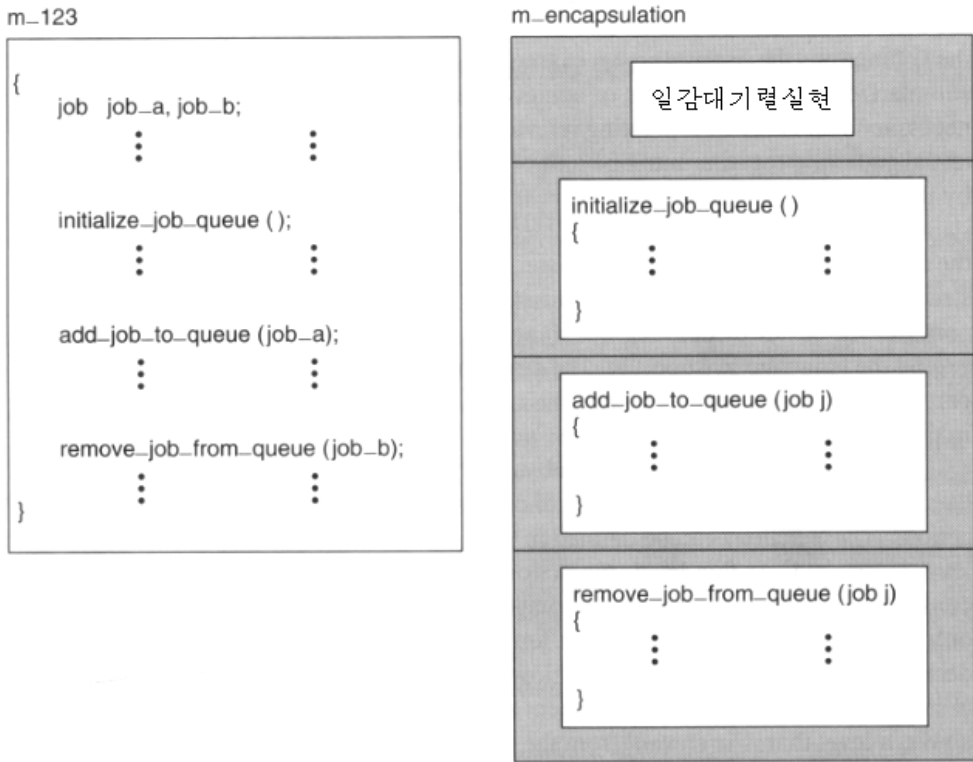 m_123
{
job job_a, job_b;
initialize_job_queue ( );
add_job_to_queue (job_a);
remove_job_from_queue (job_b);
}
m_encapsulation
일감대기렬실현
initialize_job_queue ( )
{
}
add_job_to_queue (job j)
{
}
remove_job_from_queue (job j)
{
}